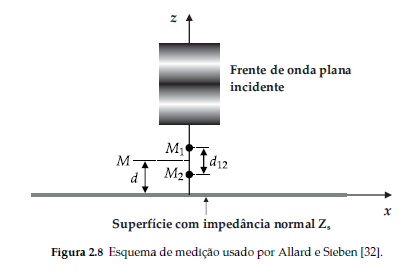 z
Frente de onda plana
incidente
M₁
M
d₁₂
d
M₂
x
Superfície com impedância normal Zₛ
Figura 2.8 Esquema de medição usado por Allard e Sieben [32].